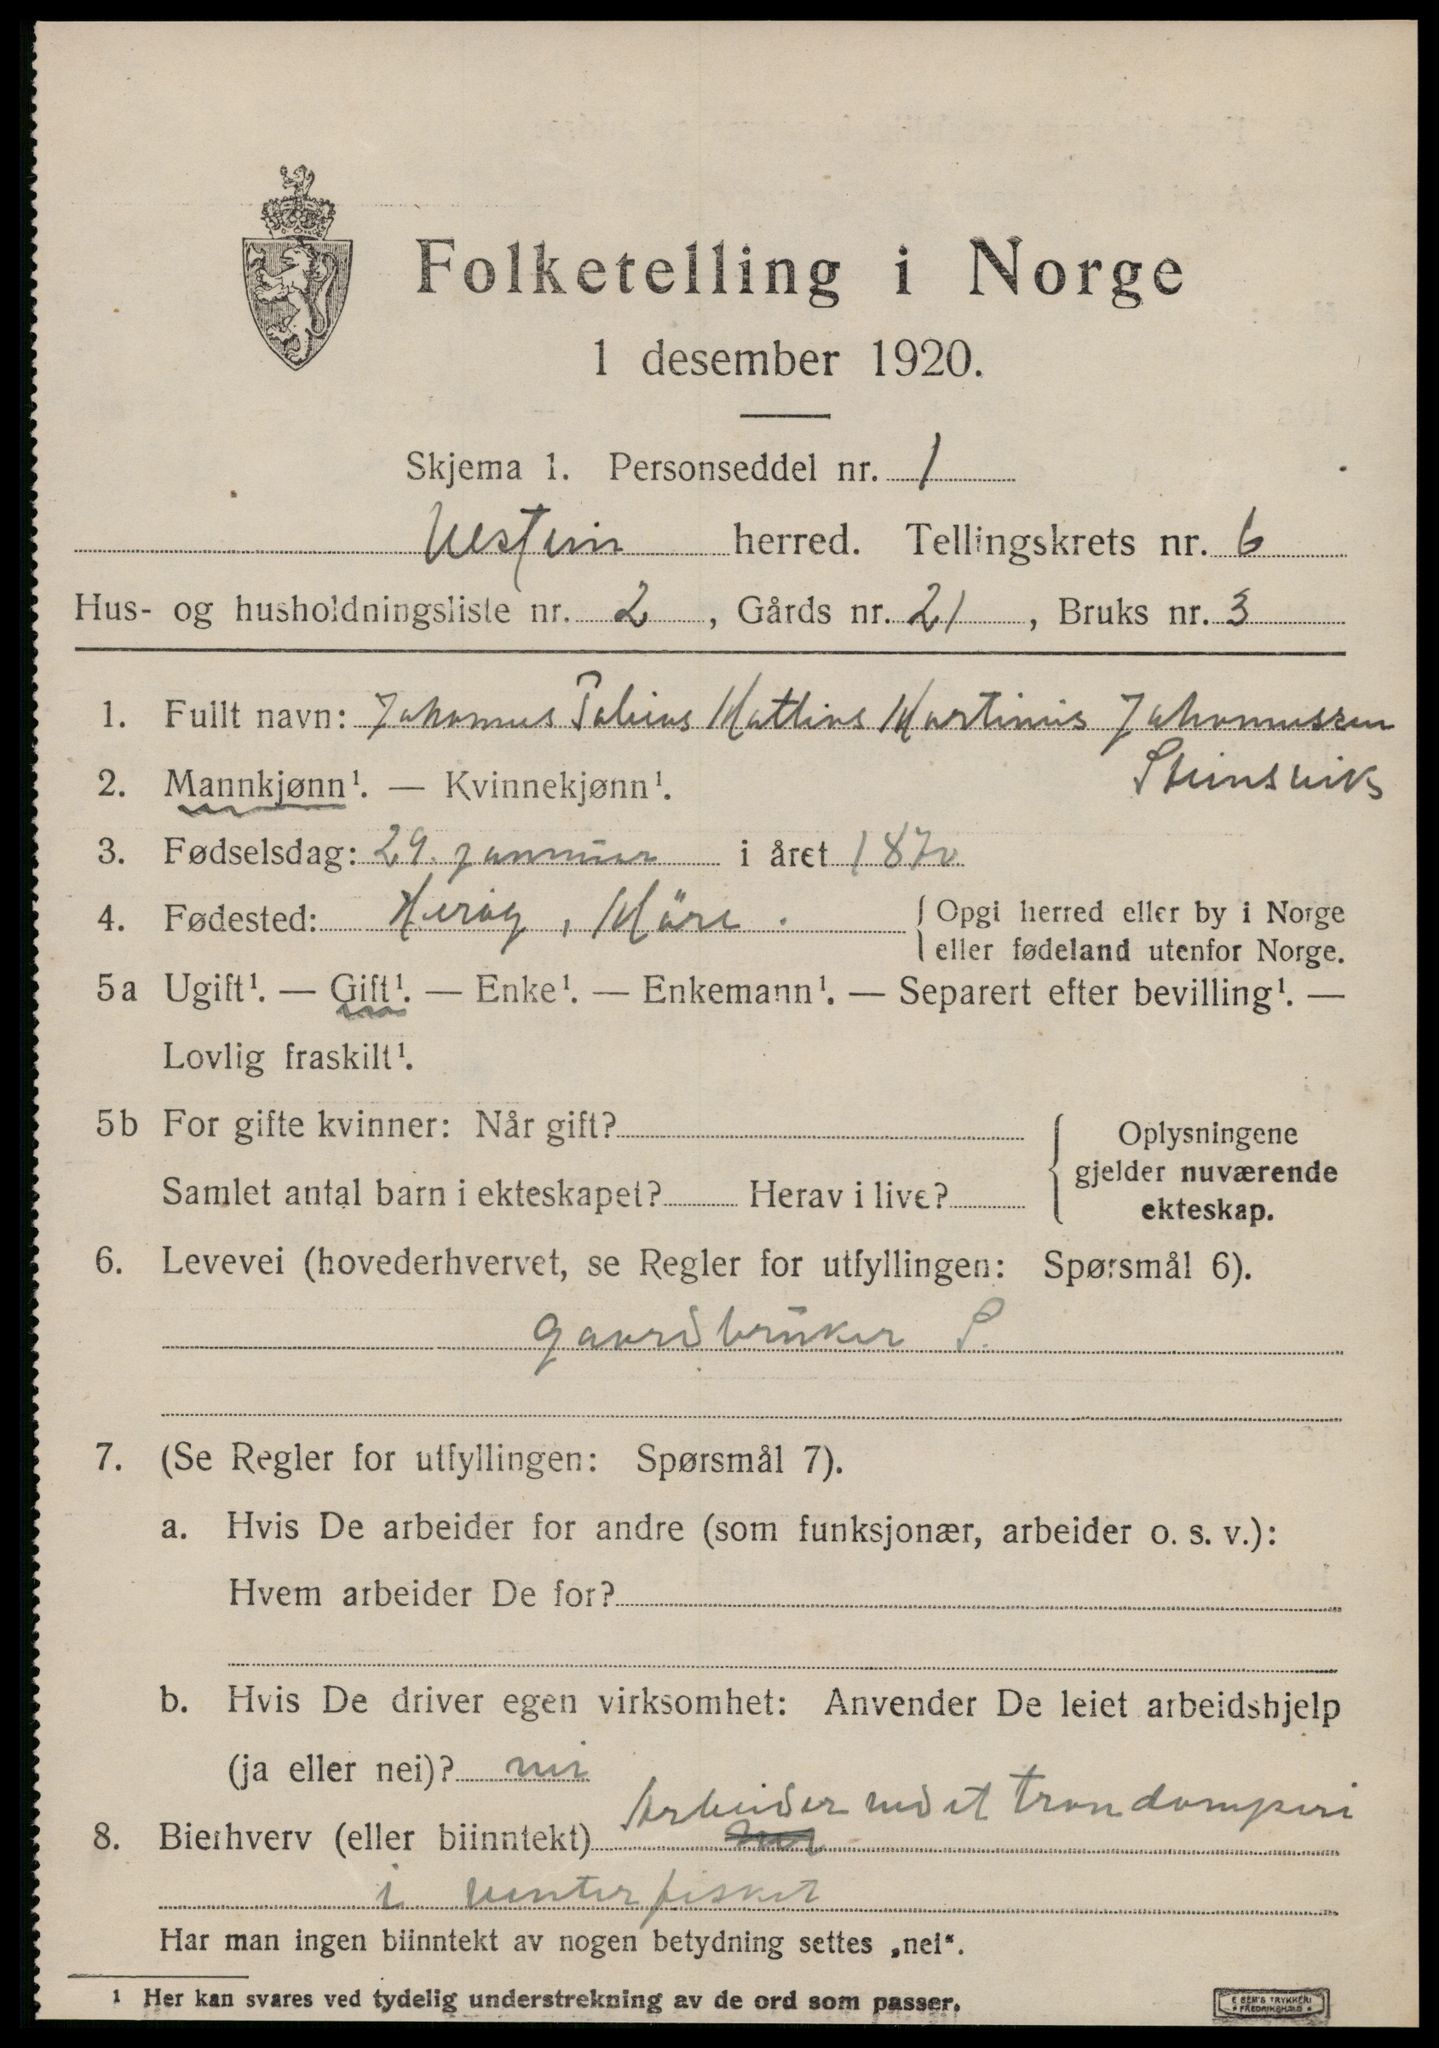 Folketelling i Norge
1 desember 1920.
Skjema 1. Personseddel nr. 1
herred. Tellingskrets nr. 6
Hus- og husholdningsliste nr. 2, Gårds nr. 21, Bruks nr. 3
1. Fullt navn: Johannes Tobias Mathias Martinus Johannessen
Steinsvik
2. Mannkjønn¹. — Kvinnekjønn¹.
3. Fødselsdag: 29. januar i året 1870
4. Fødested: Herøy, Möre. Opgi herred eller by i Norge
eller fødeland utenfor Norge.
5a Ugift¹. — Gift¹. — Enke¹. — Enkemann¹. — Separert efter bevilling¹. —
Lovlig fraskilt¹.
5b For gifte kvinner: Når gift? Oplysningene
gjelder nuværende
Samlet antal barn i ekteskapet? Herav i live?
ekteskap.
6. Levevei (hovederhvervet, se Regler for utfyllingen: Spørsmål 6).
gaardbruker S.
7. (Se Regler for utfyllingen: Spørsmål 7).
a. Hvis De arbeider for andre (som funksjonær, arbeider o. s. v.):
Hvem arbeider De for?
b. Hvis De driver egen virksomhet: Anvender De leiet arbeidshjelp
(ja eller nei)? nei
Arbeider ved et trandamperi
8. Bierhverv (eller biinntekt)
i vinterfisket
Har man ingen biinntekt av nogen betydning settes „nei“.
1 Her kan svares ved tydelig understrekning av de ord som passer.
E SEM'S TRYKKERI
FREDRIKSHALD